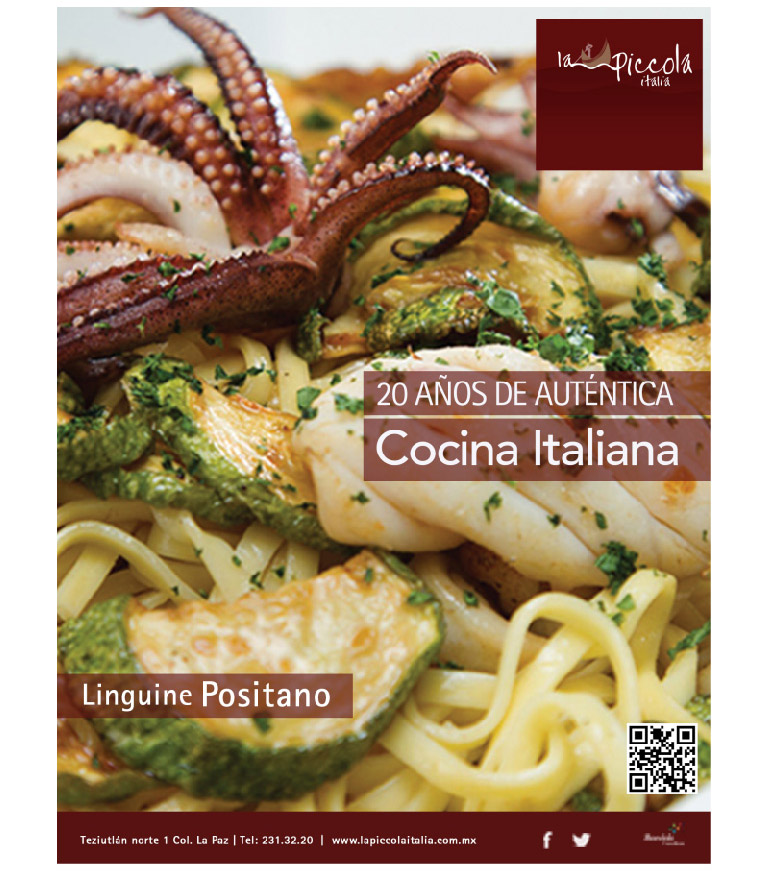 la piccola
italia
20 AÑOS DE AUTÉNTICA
Cocina Italiana
Linguine Positano
Teziutlán norte 1 Col. La Paz | Tel: 231.32.20 | www.lapiccolaitalia.com.mx